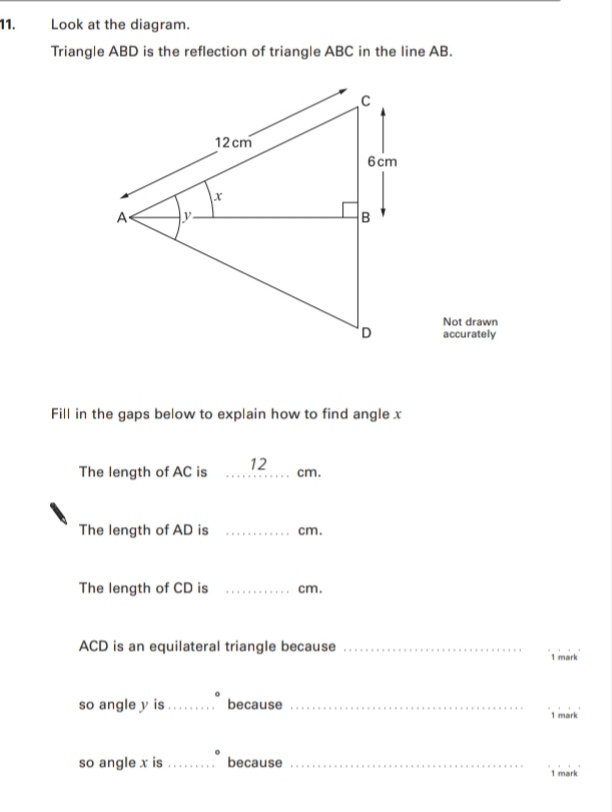 11. Look at the diagram.
Triangle ABD is the reflection of triangle ABC in the line AB.
C
12 cm
6 cm
x
A
y
B
D
Not drawn
accurately
Fill in the gaps below to explain how to find angle x
The length of AC is ....12.... cm.
The length of AD is ............ cm.
The length of CD is ............ cm.
ACD is an equilateral triangle because ..................................
1 mark
so angle y is .........° because ............................................
1 mark
so angle x is .........° because ............................................
1 mark